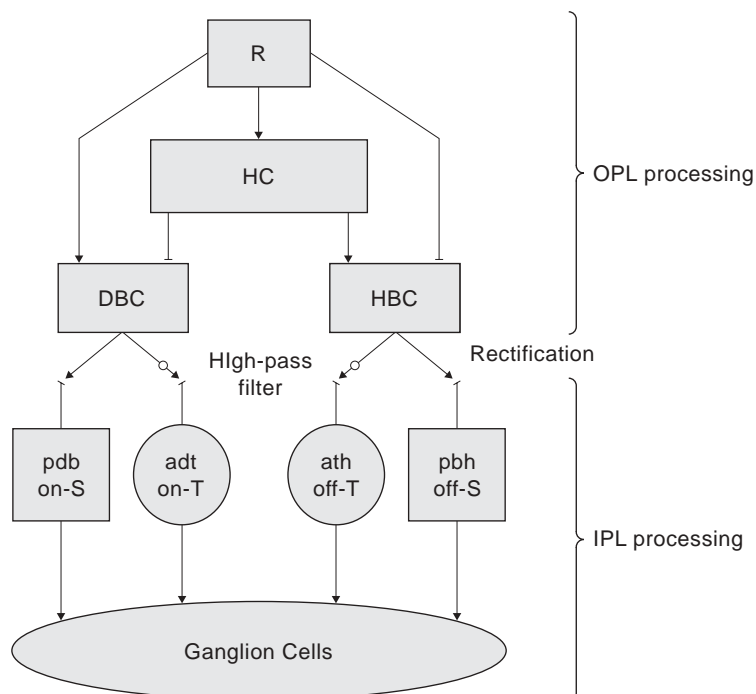 R
HC
OPL processing
DBC
HBC
HIgh-pass
filter
Rectification
pdb
on-S
adt
on-T
ath
off-T
pbh
off-S
IPL processing
Ganglion Cells